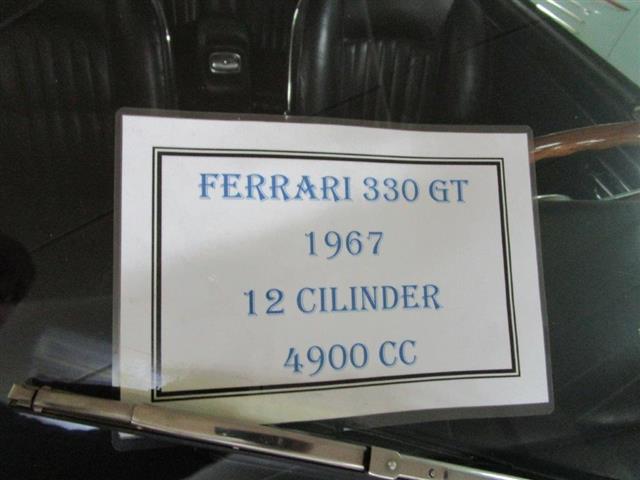 FERRARI 330 GT
1967
12 CILINDER
4900 CC